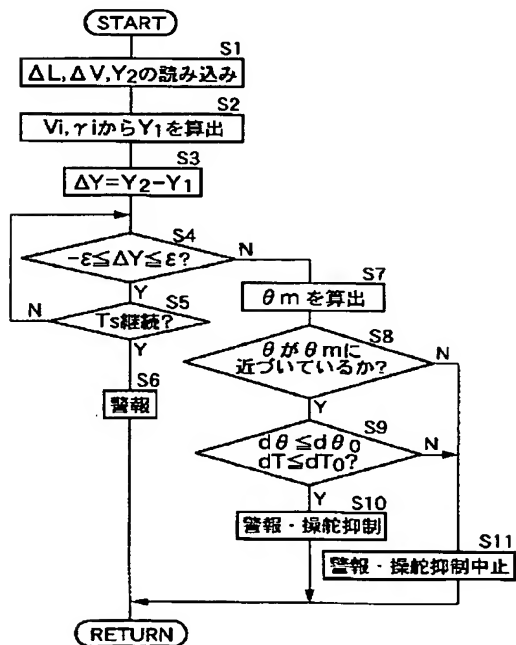 START
S1
ΔL,ΔV,Y2の読み込み
S2
Vi,γiからY1を算出
S3
ΔY=Y2-Y1
S4
-ε≦ΔY≦ε?
N
Y
S5
Ts継続?
N
Y
S6
警報
S7
θmを算出
S8
θがθmに
近づいているか?
N
Y
S9
dθ≦dθ0
dT≦dT0?
N
Y
S10
警報・操舵抑制
S11
警報・操舵抑制中止
RETURN